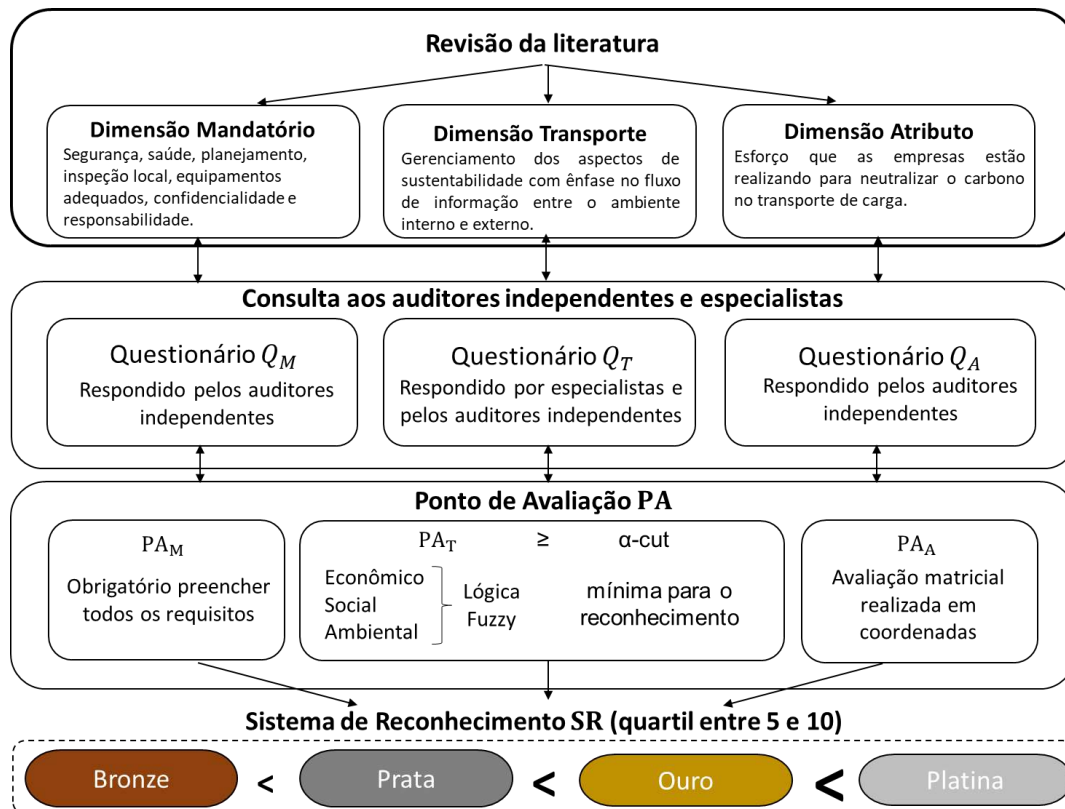 Revisão da literatura
Dimensão Mandatório
Segurança, saúde, planejamento,
inspeção local, equipamentos
adequados, confidencialidade e
responsabilidade.
Dimensão Transporte
Gerenciamento dos aspectos de
sustentabilidade com ênfase no fluxo
de informação entre o ambiente
interno e externo.
Dimensão Atributo
Esforço que as empresas estão
realizando para neutralizar o carbono
no transporte de carga.
Consulta aos auditores independentes e especialistas
Questionário Q_M
Respondido pelos auditores
independentes
Questionário Q_T
Respondido por especialistas e
pelos auditores independentes
Questionário Q_A
Respondido pelos auditores
independentes
Ponto de Avaliação PA
PA_M
Obrigatório preencher
todos os requisitos
PA_T ≥ α-cut
Econômico
Social
Ambiental
Lógica
Fuzzy
mínima para o
reconhecimento
PA_A
Avaliação matricial
realizada em
coordenadas
Sistema de Reconhecimento SR (quartil entre 5 e 10)
Bronze < Prata < Ouro < Platina